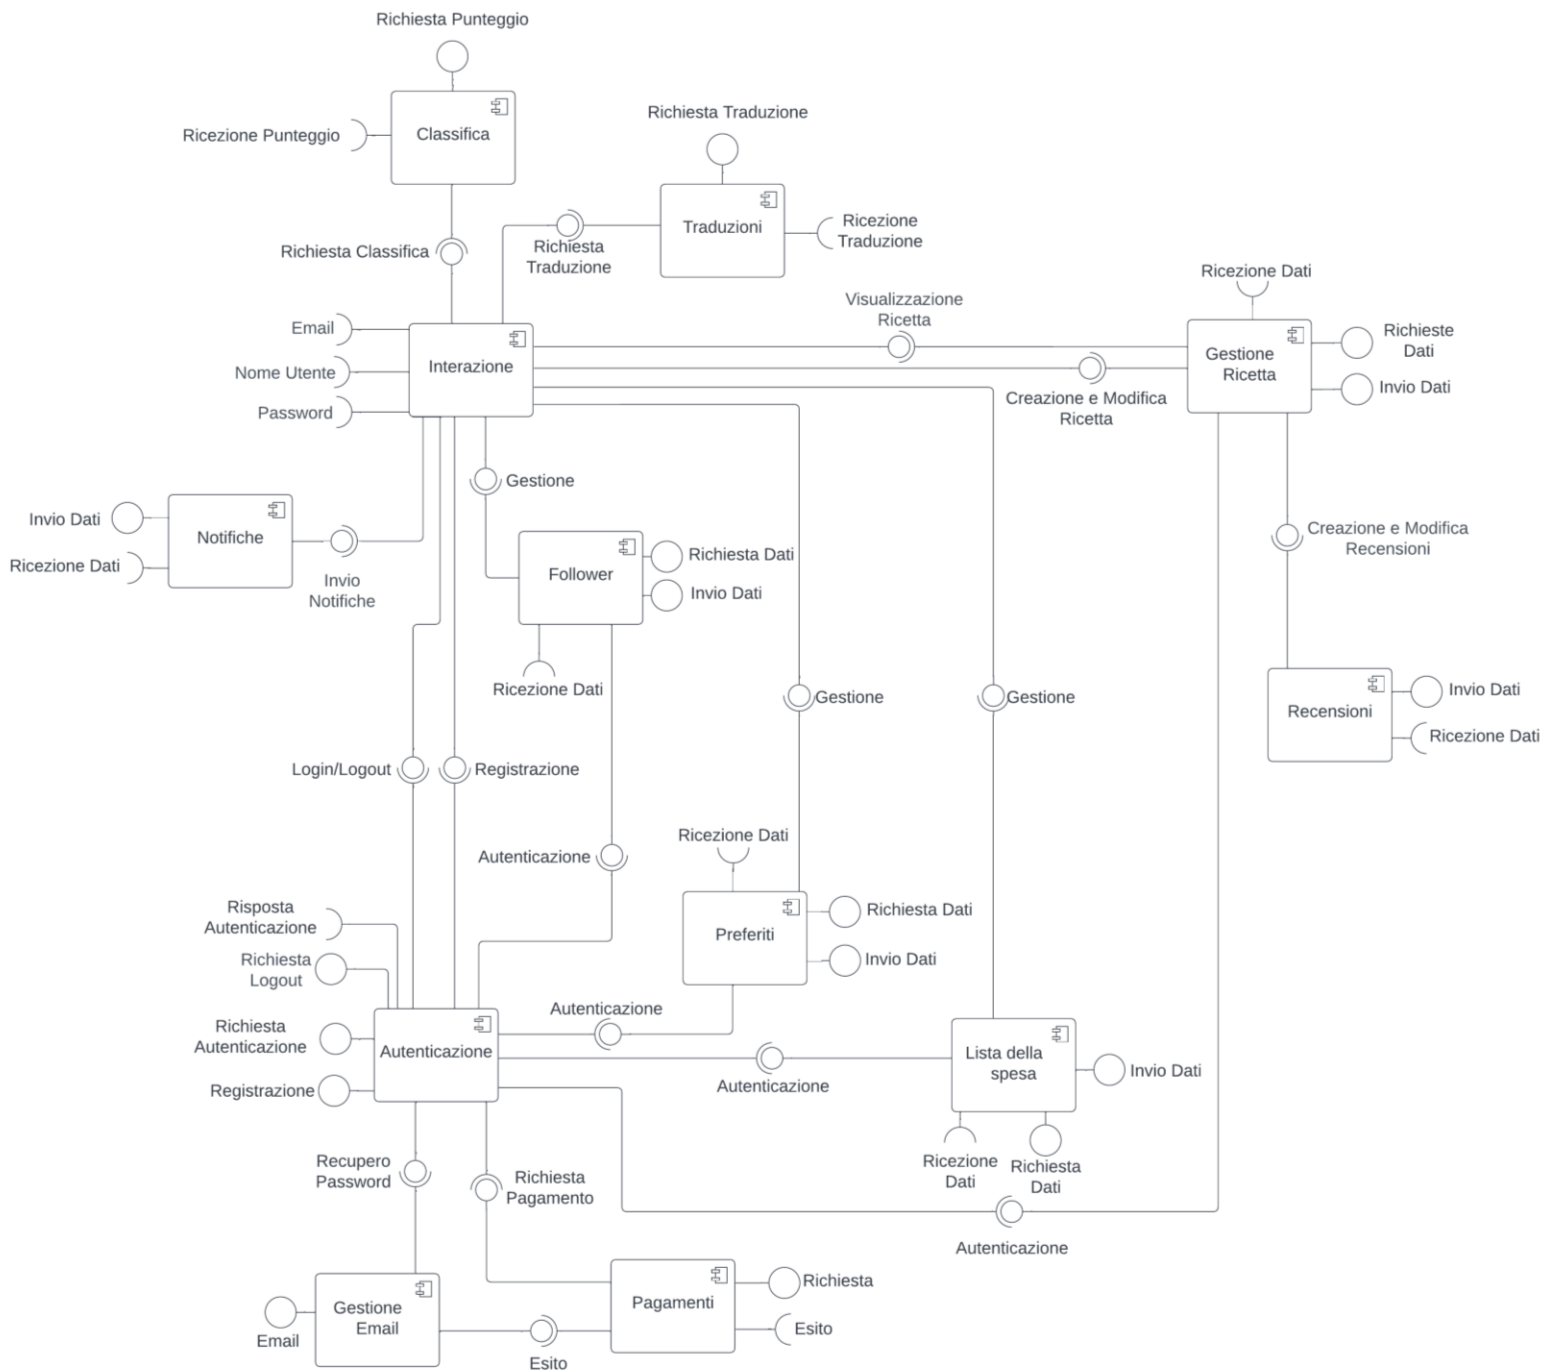 Richiesta Punteggio
Ricezione Punteggio
Classifica
Richiesta Traduzione
Traduzioni
Ricezione
Traduzione
Richiesta Classifica
Richiesta
Traduzione
Ricezione Dati
Visualizzazione
Ricetta
Email
Nome Utente
Password
Interazione
Gestione
Ricetta
Richieste
Dati
Invio Dati
Creazione e Modifica
Ricetta
Gestione
Invio Dati
Ricezione Dati
Notifiche
Invio
Notifiche
Follower
Richiesta Dati
Invio Dati
Ricezione Dati
Creazione e Modifica
Recensioni
Gestione
Gestione
Recensioni
Invio Dati
Ricezione Dati
Login/Logout
Registrazione
Autenticazione
Ricezione Dati
Preferiti
Richiesta Dati
Invio Dati
Risposta
Autenticazione
Richiesta
Logout
Richiesta
Autenticazione
Registrazione
Autenticazione
Autenticazione
Autenticazione
Lista della
spesa
Invio Dati
Ricezione
Dati
Richiesta
Dati
Recupero
Password
Richiesta
Pagamento
Autenticazione
Gestione
Email
Email
Esito
Pagamenti
Richiesta
Esito